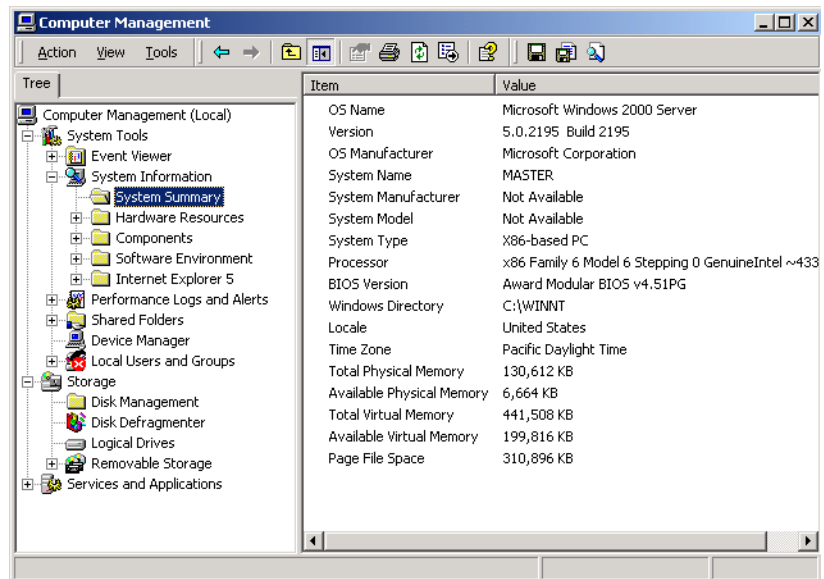 Computer Management
Action View Tools
Tree
Computer Management (Local)
System Tools
Event Viewer
System Information
System Summary
Hardware Resources
Components
Software Environment
Internet Explorer 5
Performance Logs and Alerts
Shared Folders
Device Manager
Local Users and Groups
Storage
Disk Management
Disk Defragmenter
Logical Drives
Removable Storage
Services and Applications
Item Value
OS Name Microsoft Windows 2000 Server
Version 5.0.2195 Build 2195
OS Manufacturer Microsoft Corporation
System Name MASTER
System Manufacturer Not Available
System Model Not Available
System Type X86-based PC
Processor x86 Family 6 Model 6 Stepping 0 GenuineIntel ~433
BIOS Version Award Modular BIOS v4.51PG
Windows Directory C:\WINNT
Locale United States
Time Zone Pacific Daylight Time
Total Physical Memory 130,612 KB
Available Physical Memory 6,664 KB
Total Virtual Memory 441,508 KB
Available Virtual Memory 199,816 KB
Page File Space 310,896 KB